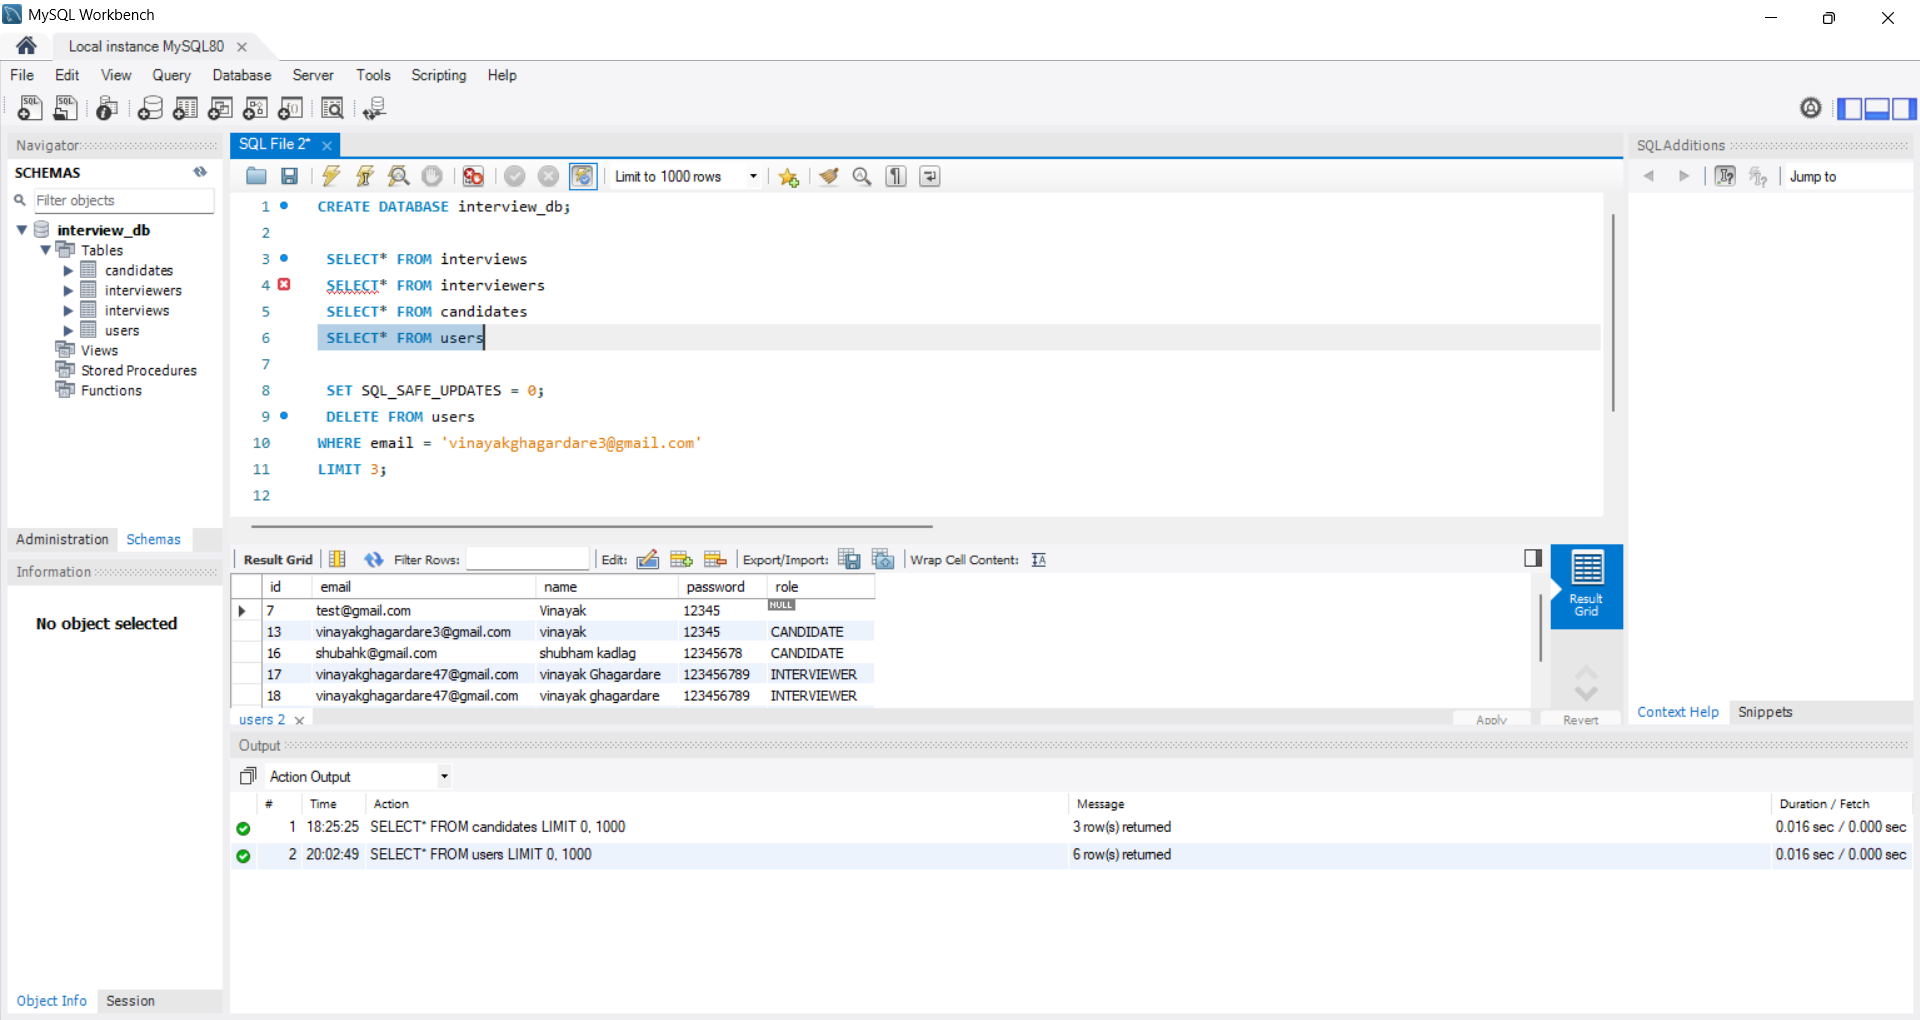 MySQL Workbench
Local instance MySQL80
File Edit View Query Database Server Tools Scripting Help
Navigator
SCHEMAS
Filter objects
interview_db
Tables
candidates
interviewers
interviews
users
Views
Stored Procedures
Functions
Administration Schemas
Information
No object selected
Object Info Session
SQL File 2*
Limit to 1000 rows
1 CREATE DATABASE interview_db;
2
3 SELECT* FROM interviews
4 SELECT* FROM interviewers
5 SELECT* FROM candidates
6 SELECT* FROM users
7
8 SET SQL_SAFE_UPDATES = 0;
9 DELETE FROM users
10 WHERE email = 'vinayakghagardare3@gmail.com'
11 LIMIT 3;
12
Result Grid Filter Rows: Edit: Export/Import: Wrap Cell Content:
id email name password role
7 test@gmail.com Vinayak 12345 NULL
13 vinayakghagardare3@gmail.com vinayak 12345 CANDIDATE
16 shubahk@gmail.com shubham kadlag 12345678 CANDIDATE
17 vinayakghagardare47@gmail.com vinayak Ghagardare 123456789 INTERVIEWER
18 vinayakghagardare47@gmail.com vinayak ghagardare 123456789 INTERVIEWER
Result
Grid
users 2 Apply Revert
SQLAdditions
Jump to
Context Help Snippets
Output
Action Output
# Time Action Message Duration / Fetch
1 18:25:25 SELECT* FROM candidates LIMIT 0, 1000 3 row(s) returned 0.016 sec / 0.000 sec
2 20:02:49 SELECT* FROM users LIMIT 0, 1000 6 row(s) returned 0.016 sec / 0.000 sec